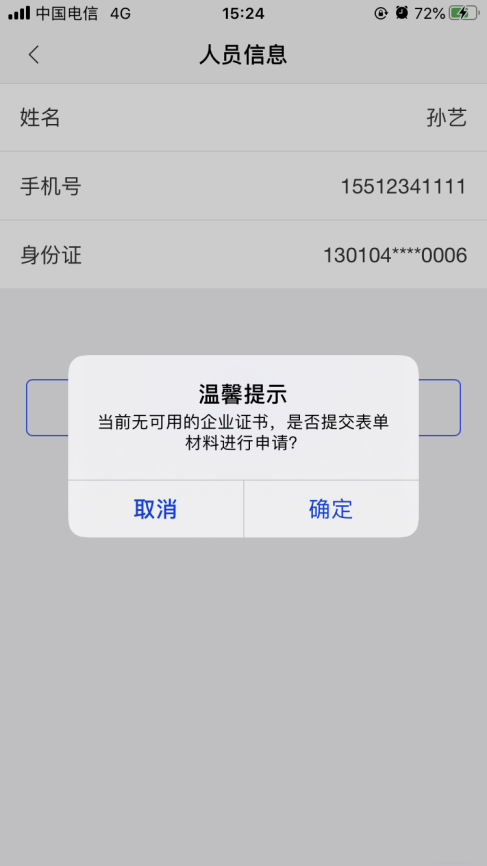 中国电信 4G 15:24 72%
人员信息
姓名 孙艺
手机号 15512341111
身份证 130104****0006
温馨提示
当前无可用的企业证书，是否提交表单
材料进行申请?
取消 确定